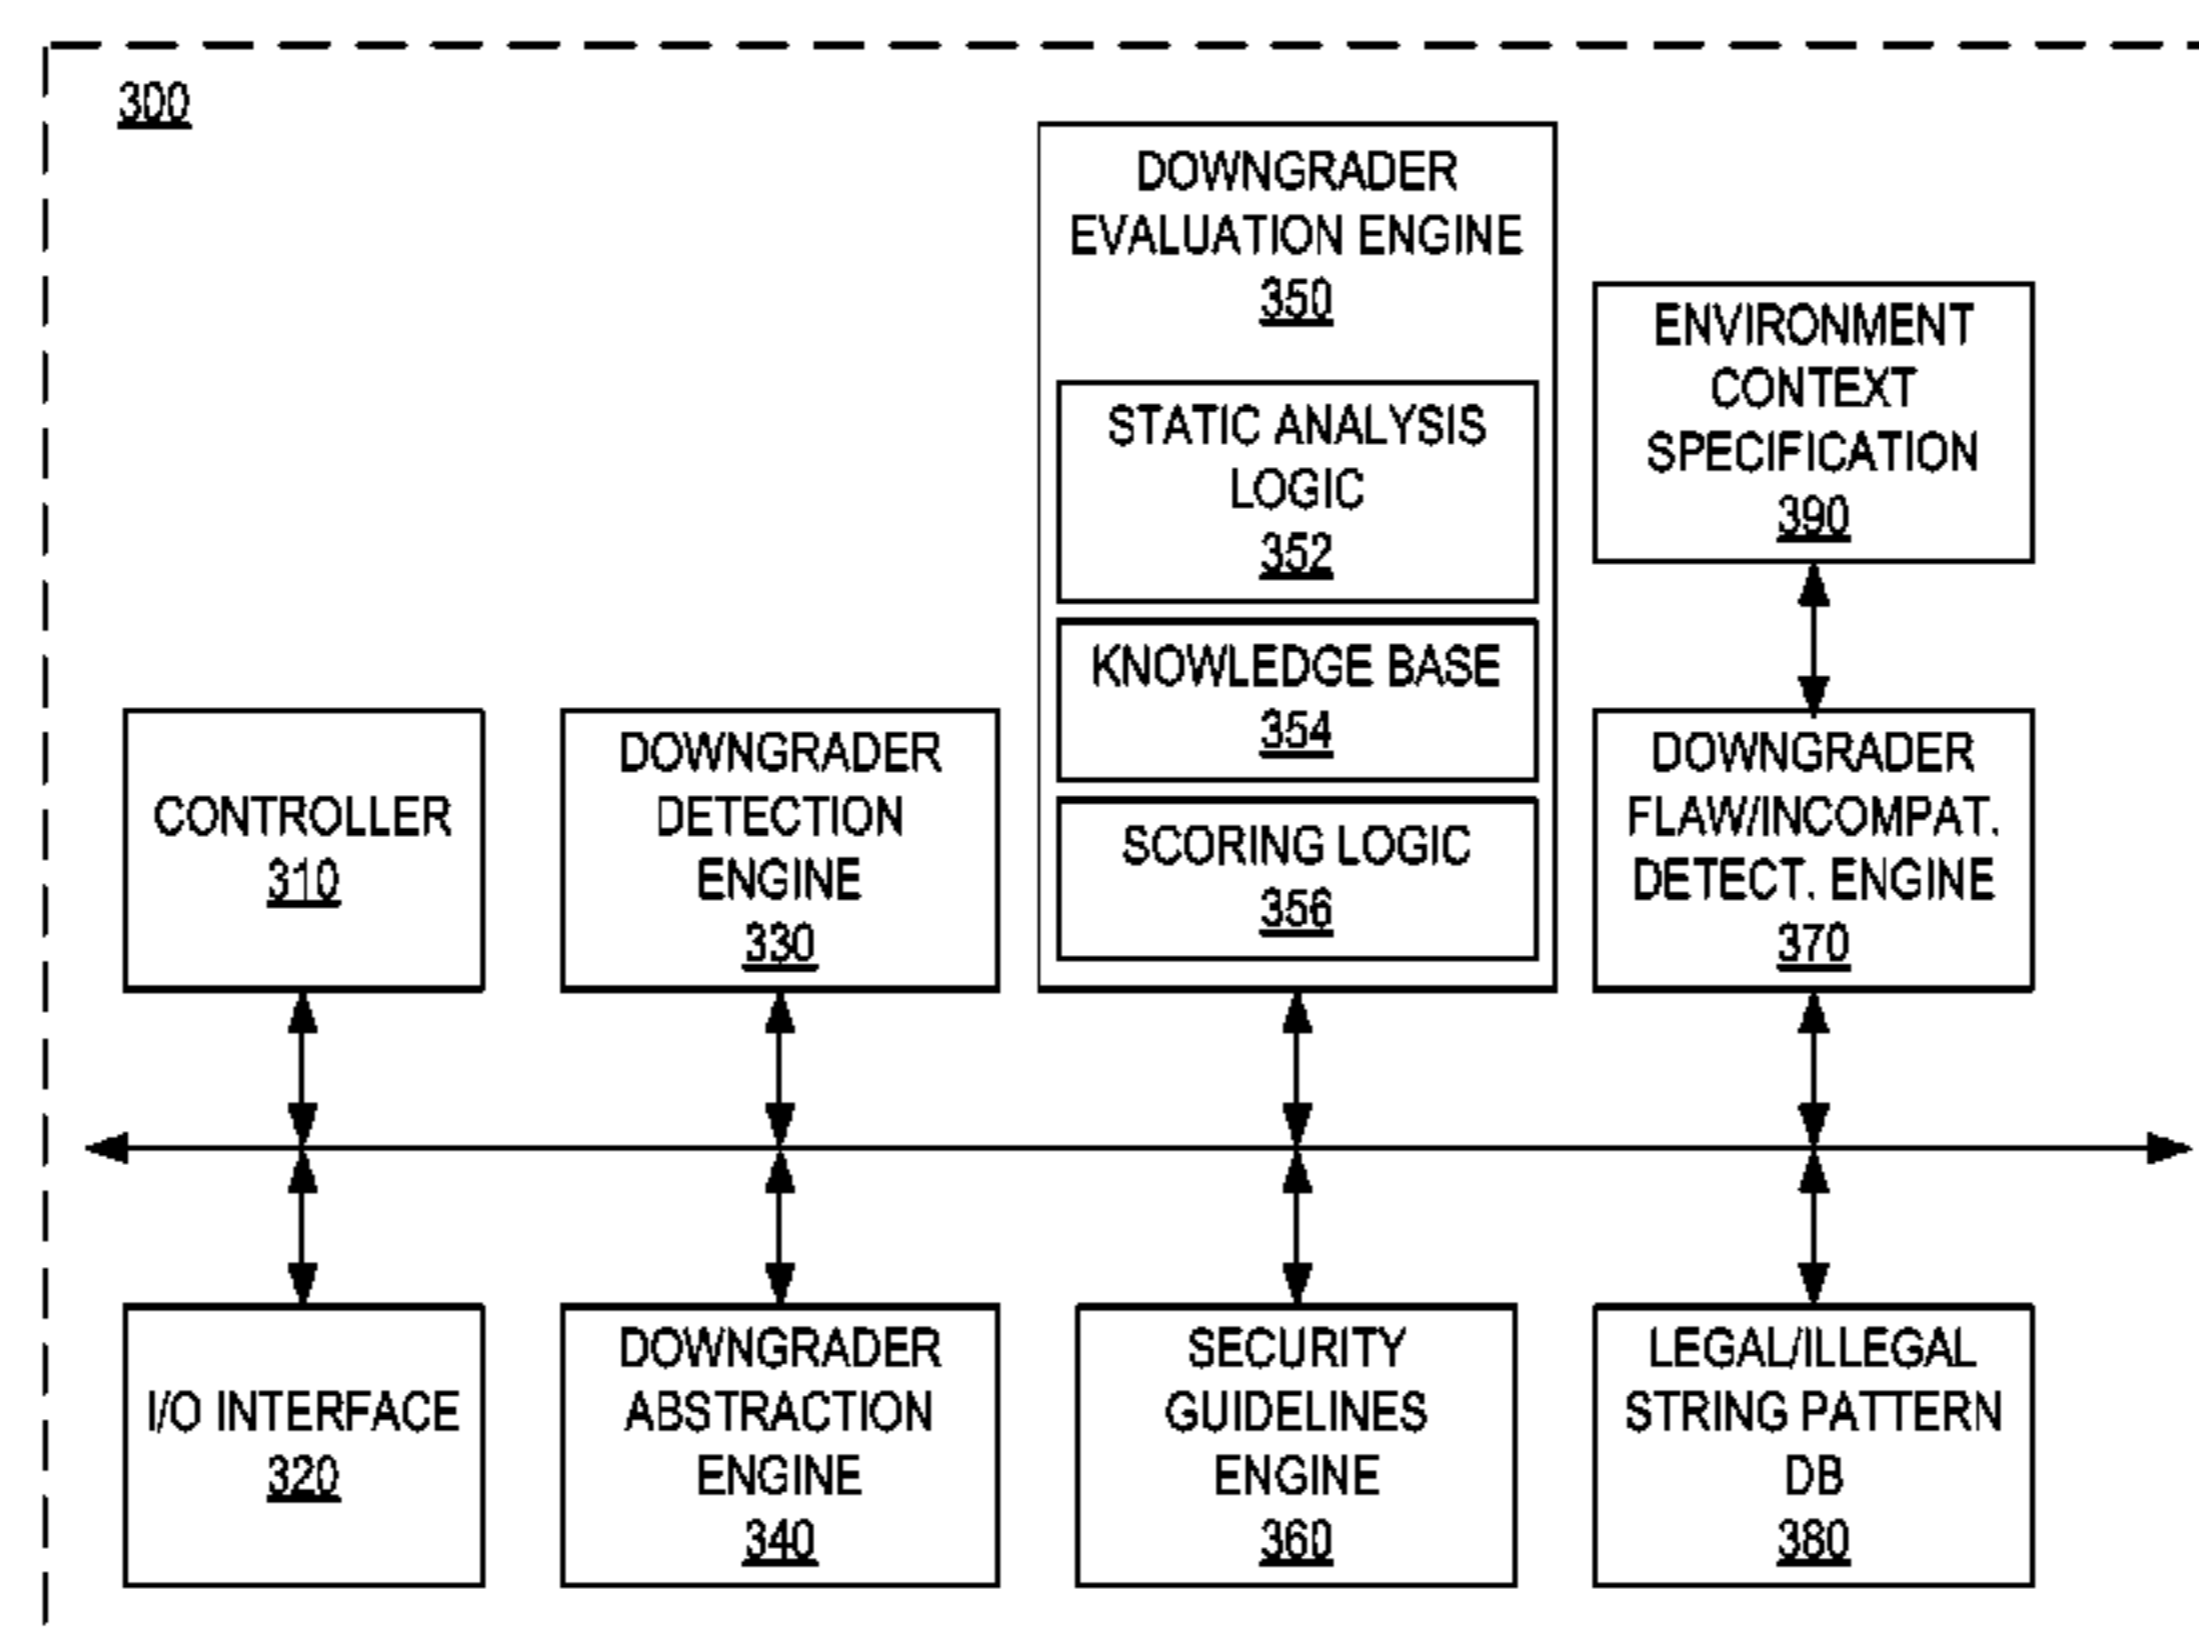 300
DOWNGRADER
EVALUATION ENGINE
350
STATIC ANALYSIS
LOGIC
352
KNOWLEDGE BASE
354
SCORING LOGIC
356
ENVIRONMENT
CONTEXT
SPECIFICATION
390
CONTROLLER
310
DOWNGRADER
DETECTION
ENGINE
330
DOWNGRADER
FLAW/INCOMPAT.
DETECT. ENGINE
370
I/O INTERFACE
320
DOWNGRADER
ABSTRACTION
ENGINE
340
SECURITY
GUIDELINES
ENGINE
360
LEGAL/ILLEGAL
STRING PATTERN
DB
380